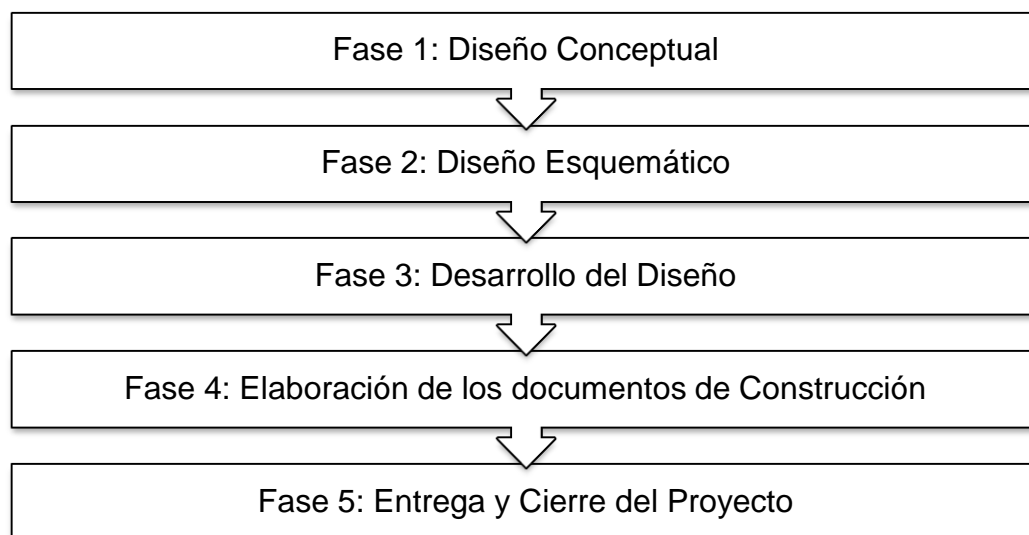 Fase 1: Diseño Conceptual
Fase 2: Diseño Esquemático
Fase 3: Desarrollo del Diseño
Fase 4: Elaboración de los documentos de Construcción
Fase 5: Entrega y Cierre del Proyecto